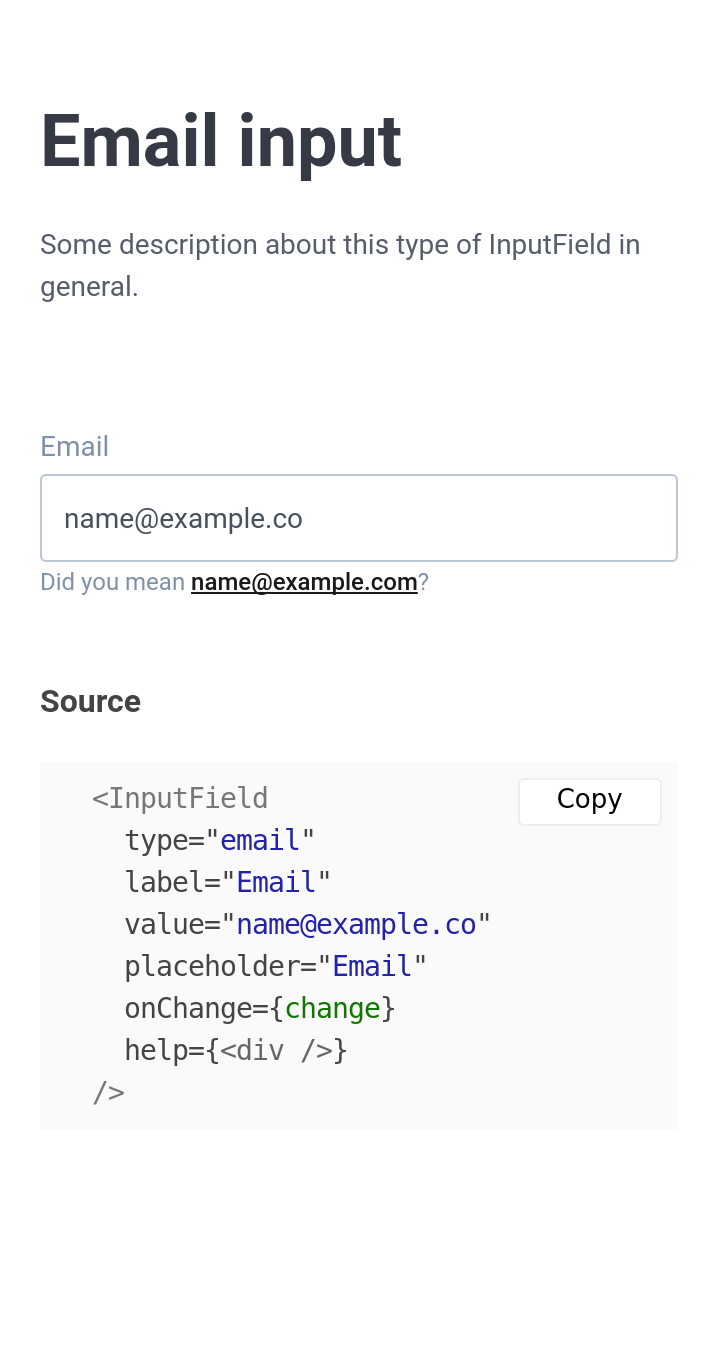 Email input
Some description about this type of InputField in
general.
Email
name@example.co
Did you mean name@example.com?
Source
Copy
<InputField
type="email"
label="Email"
value="name@example.co"
placeholder="Email"
onChange={change}
help={<div />}
/>